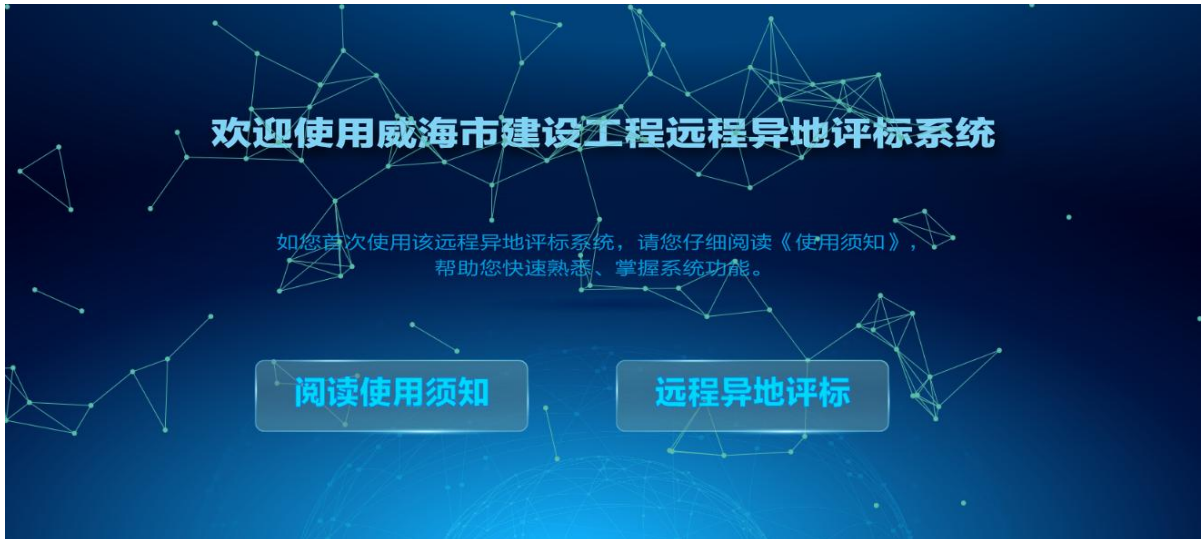 欢迎使用威海市建设工程远程异地评标系统
如您首次使用该远程异地评标系统，请您仔细阅读《使用须知》，
帮助您快速熟悉、掌握系统功能。
阅读使用须知
远程异地评标